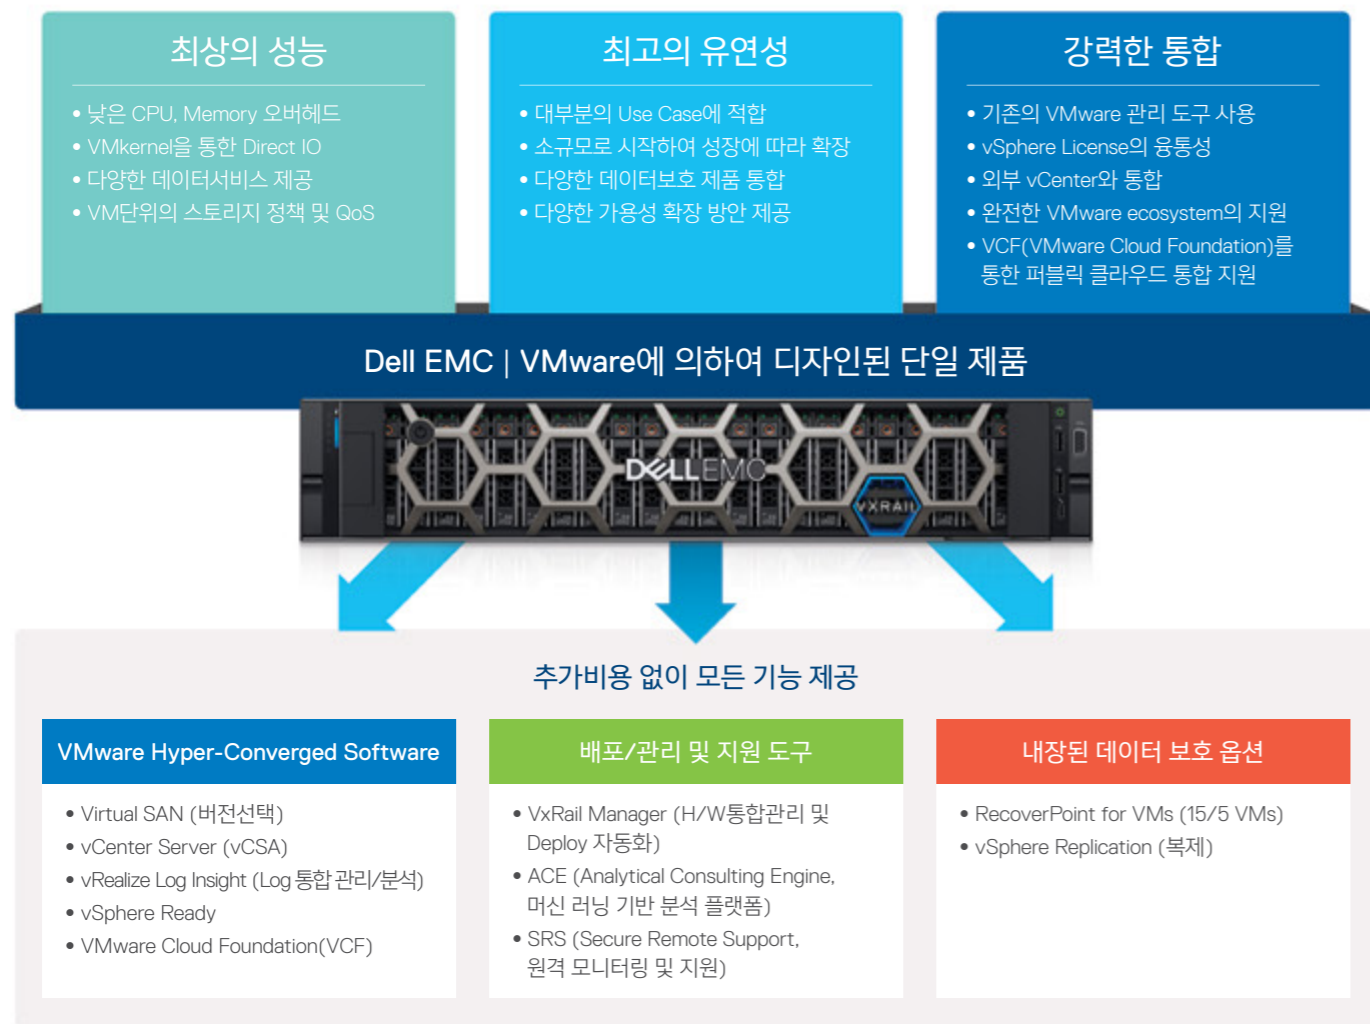 최상의 성능
• 낮은 CPU, Memory 오버헤드
• VMkernel을 통한 Direct IO
• 다양한 데이터서비스 제공
• VM단위의 스토리지 정책 및 QoS
최고의 유연성
• 대부분의 Use Case에 적합
• 소규모로 시작하여 성장에 따라 확장
• 다양한 데이터보호 제품 통합
• 다양한 가용성 확장 방안 제공
강력한 통합
• 기존의 VMware 관리 도구 사용
• vSphere License의 융통성
• 외부 vCenter와 통합
• 완전한 VMware ecosystem의 지원
• VCF(VMware Cloud Foundation)를
통한 퍼블릭 클라우드 통합 지원
Dell EMC | VMware에 의하여 디자인된 단일 제품
DELLEMC
VXRAIL
추가비용 없이 모든 기능 제공
VMware Hyper-Converged Software
• Virtual SAN (버전선택)
• vCenter Server (vCSA)
• vRealize Log Insight (Log 통합 관리/분석)
• vSphere Ready
• VMware Cloud Foundation(VCF)
배포/관리 및 지원 도구
• VxRail Manager (H/W통합관리 및
Deploy 자동화)
• ACE (Analytical Consulting Engine,
머신 러닝 기반 분석 플랫폼)
• SRS (Secure Remote Support,
원격 모니터링 및 지원)
내장된 데이터 보호 옵션
• RecoverPoint for VMs (15/5 VMs)
• vSphere Replication (복제)